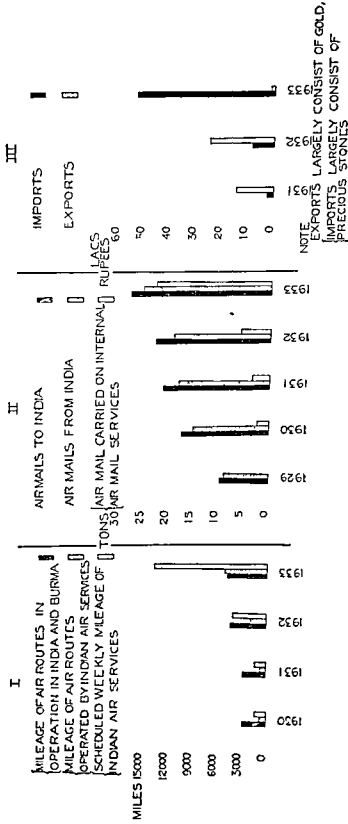 I
MILEAGE OF AIR ROUTES IN
OPERATION IN INDIA AND BURMA
MILEAGE OF AIR ROUTES
OPERATED BY INDIAN AIR SERVICES
SCHEDULED WEEKLY MILEAGE OF
INDIAN AIR SERVICES
MILES 15000
12000
9000
6000
3000
0
1930
1931
1932
1933
II
AIRMAILS TO INDIA
AIR MAILS FROM INDIA
AIR MAIL CARRIED ON INTERNAL
AIR MAIL SERVICES
TONS
30
25
20
15
10
5
0
1929
1930
1931
1932
1933
III
IMPORTS
EXPORTS
LACS
RUPEES
60
50
40
30
20
10
0
1931
1932
1933
NOTE
EXPORTS LARGELY CONSIST OF GOLD,
IMPORTS LARGELY CONSIST OF
PRECIOUS STONES